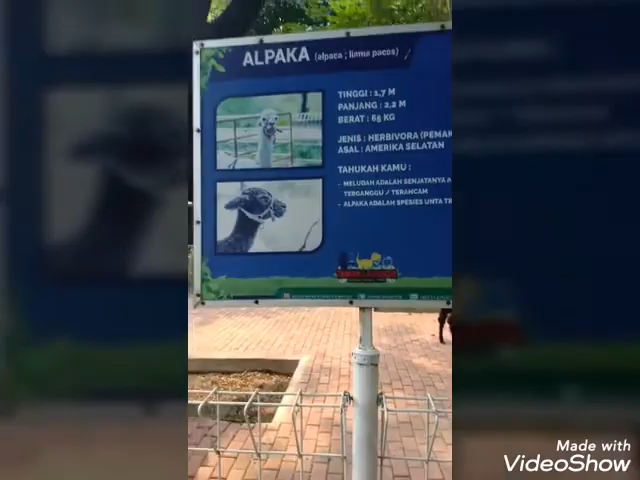 ALPAKA (alpaca ; llama pacos)
TINGGI : 1,7 M
PANJANG : 2,2 M
BERAT : 65 KG
JENIS : HERBIVORA (PEMAK
ASAL : AMERIKA SELATAN
TAHUKAH KAMU :
- MELUDAH ADALAH SENJATANYA
TERGANGGU / TERANCAM
- ALPAKA ADALAH SPESIES UNTA
Made with
VideoShow